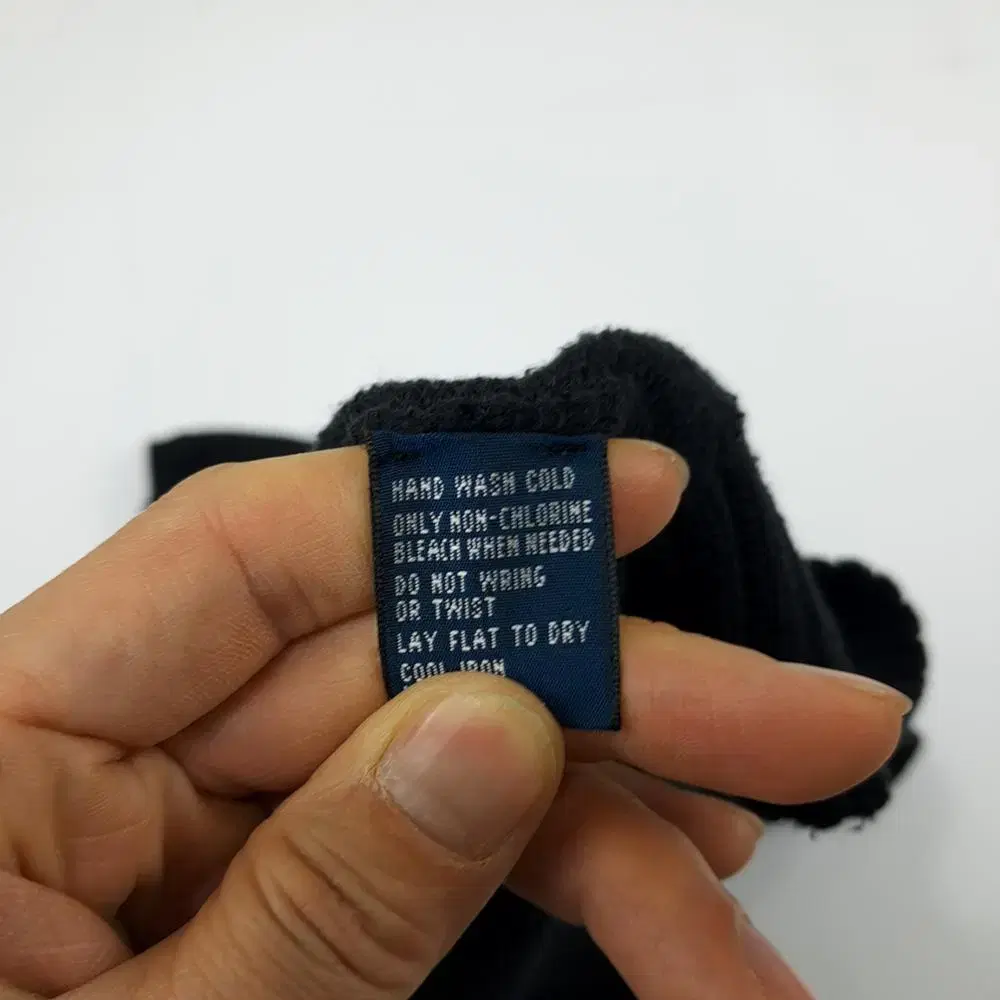 HAND WASH COLD
ONLY NON-CHLORINE
BLEACH WHEN NEEDED
DO NOT WRING
OR TWIST
LAY FLAT TO DRY
COOL IRON